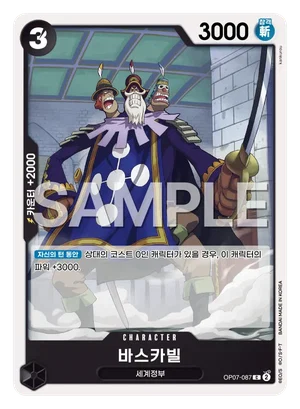 3
3000
참격
斬
카운터 +2000
SAMPLE
자신의 턴 동안 상대의 코스트 0인 캐릭터가 있을 경우, 이 캐릭터의
파워 +3000.
CHARACTER
바스카빌
세계정부
OP07-087 C 2
BANDAI MADE IN KOREA